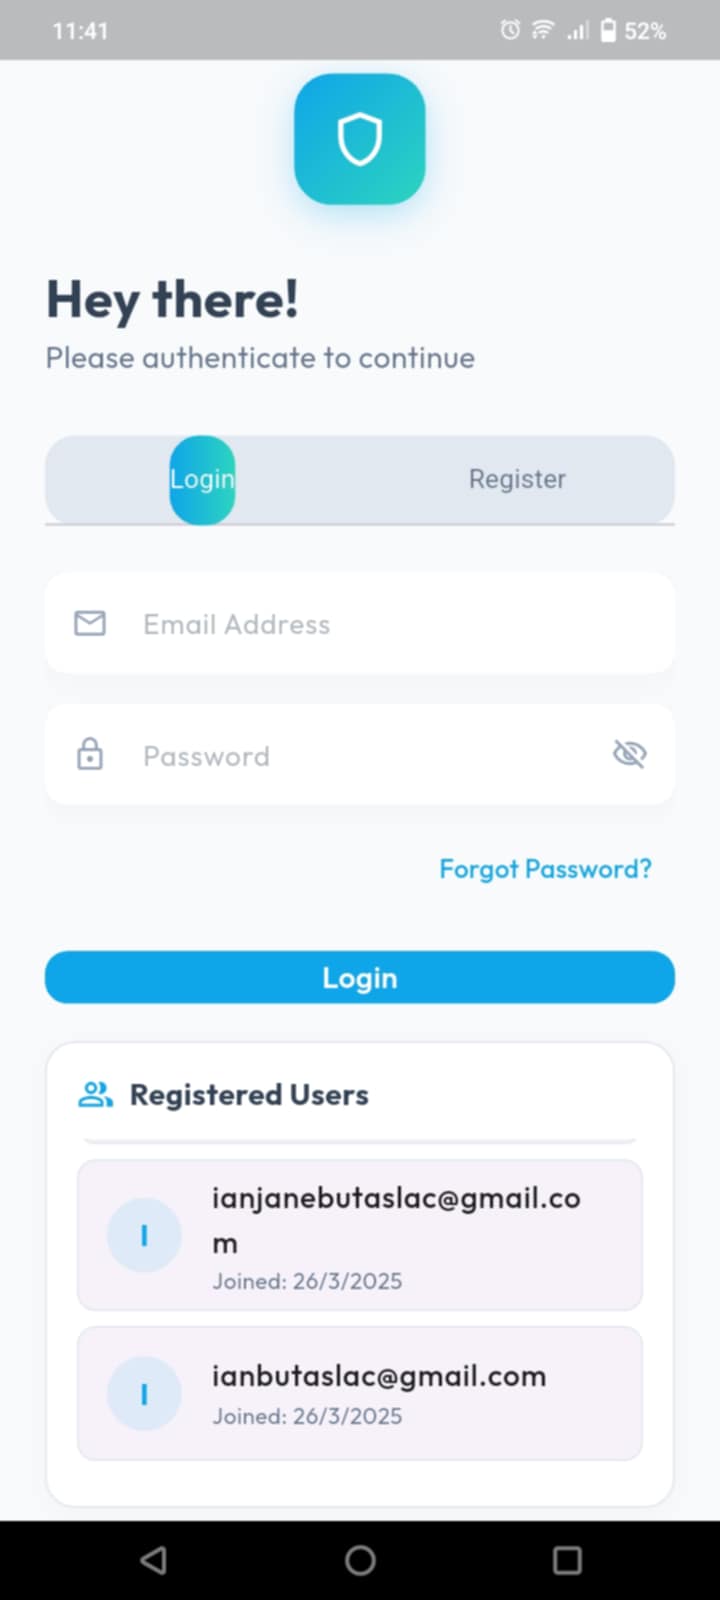 11:41
52%
Hey there!
Please authenticate to continue
Login
Register
Email Address
Password
Forgot Password?
Login
Registered Users
I
ianjanebutaslac@gmail.co
m
Joined: 26/3/2025
I
ianbutaslac@gmail.com
Joined: 26/3/2025